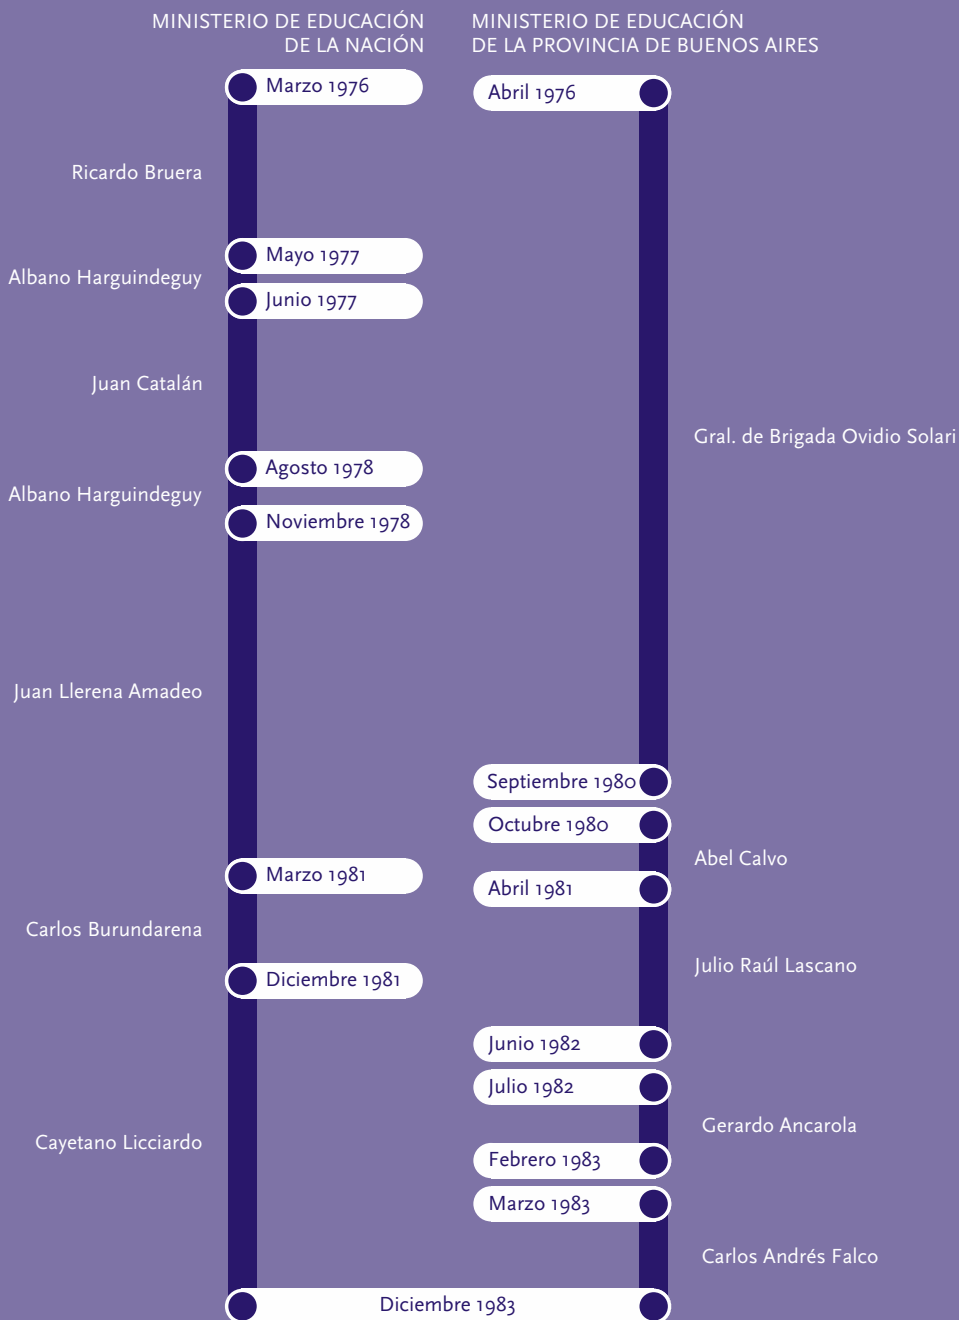 MINISTERIO DE EDUCACIÓN
DE LA NACIÓN
MINISTERIO DE EDUCACIÓN
DE LA PROVINCIA DE BUENOS AIRES
Marzo 1976
Abril 1976
Ricardo Bruera
Mayo 1977
Albano Harguindeguy
Junio 1977
Juan Catalán
Gral. de Brigada Ovidio Solari
Agosto 1978
Albano Harguindeguy
Noviembre 1978
Juan Llerena Amadeo
Septiembre 1980
Octubre 1980
Abel Calvo
Marzo 1981
Abril 1981
Carlos Burundarena
Julio Raúl Lascano
Diciembre 1981
Junio 1982
Julio 1982
Gerardo Ancarola
Cayetano Licciardo
Febrero 1983
Marzo 1983
Carlos Andrés Falco
Diciembre 1983